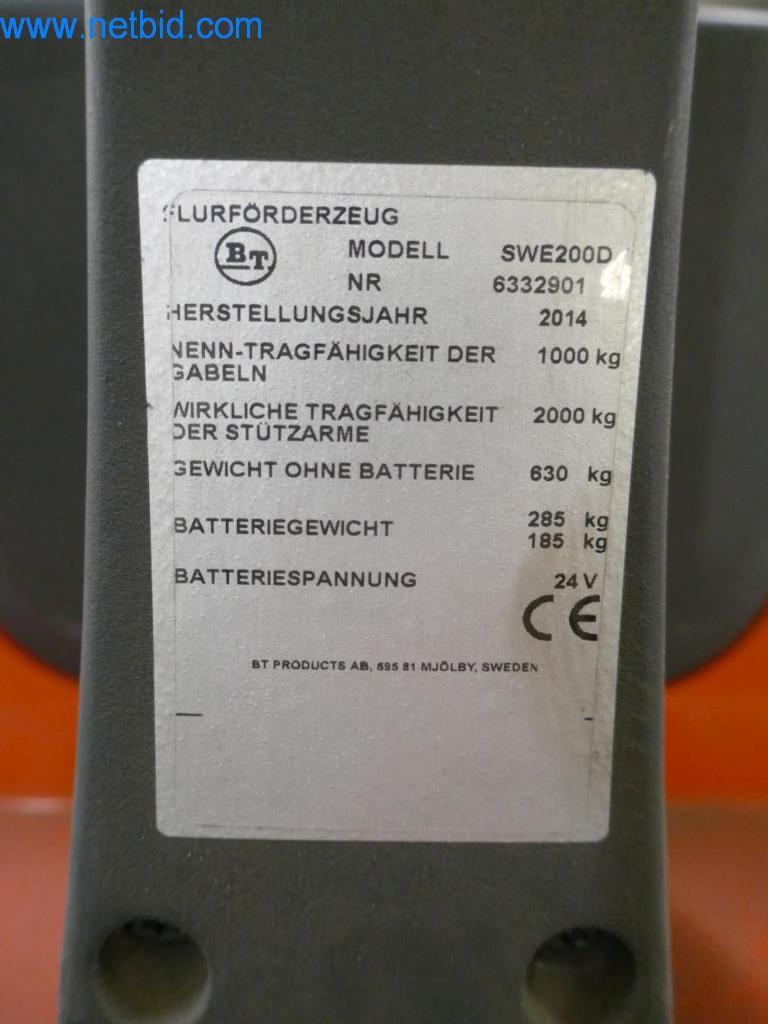 www.netbid.com
FLURFÖRDERZEUG
BT
MODELL SWE200D
NR 6332901
HERSTELLUNGSJAHR 2014
NENN-TRAGFÄHIGKEIT DER 1000 kg
GABELN
WIRKLICHE TRAGFÄHIGKEIT 2000 kg
DER STÜTZARME
GEWICHT OHNE BATTERIE 630 kg
BATTERIEGEWICHT 285 kg
185 kg
BATTERIESPANNUNG 24 V
CE
BT PRODUCTS AB, 595 81 MJÖLBY, SWEDEN